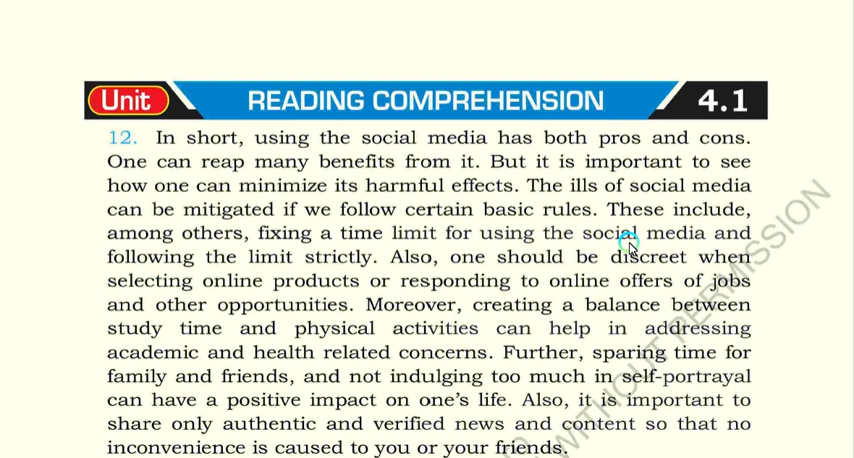 Unit READING COMPREHENSION 4.1
12. In short, using the social media has both pros and cons.
One can reap many benefits from it. But it is important to see
how one can minimize its harmful effects. The ills of social media
can be mitigated if we follow certain basic rules. These include,
among others, fixing a time limit for using the social media and
following the limit strictly. Also, one should be discreet when
selecting online products or responding to online offers of jobs
and other opportunities. Moreover, creating a balance between
study time and physical activities can help in addressing
academic and health related concerns. Further, sparing time for
family and friends, and not indulging too much in self-portrayal
can have a positive impact on one’s life. Also, it is important to
share only authentic and verified news and content so that no
inconvenience is caused to you or your friends.
WITHOUT PERMISSION